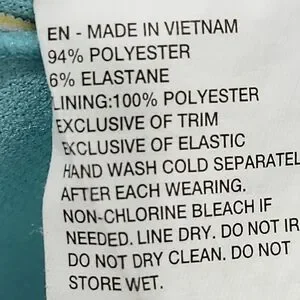 EN - MADE IN VIETNAM
94% POLYESTER
6% ELASTANE
LINING:100% POLYESTER
EXCLUSIVE OF TRIM
EXCLUSIVE OF ELASTIC
HAND WASH COLD SEPARATEL
AFTER EACH WEARING.
NON-CHLORINE BLEACH IF
NEEDED. LINE DRY. DO NOT IR
DO NOT DRY CLEAN. DO NOT
STORE WET.